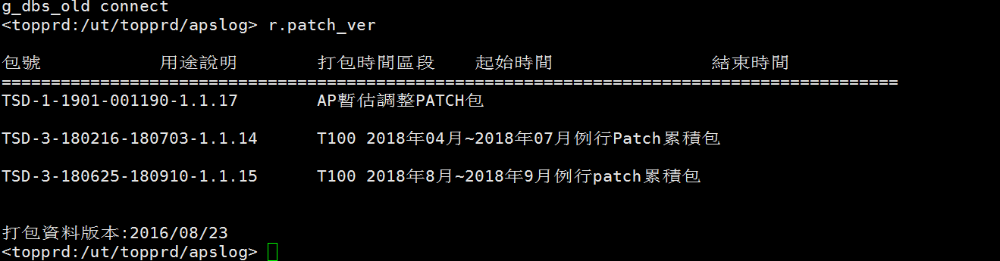 g_dbs_old connect
<topprd:/ut/topprd/apslog> r.patch_ver
包號 用途說明 打包時間區段 起始時間 結束時間
===========================================================================================
TSD-1-1901-001190-1.1.17 AP暫估調整PATCH包
TSD-3-180216-180703-1.1.14 T100 2018年04月~2018年07月例行Patch累積包
TSD-3-180625-180910-1.1.15 T100 2018年8月~2018年9月例行patch累積包
打包資料版本:2016/08/23
<topprd:/ut/topprd/apslog>